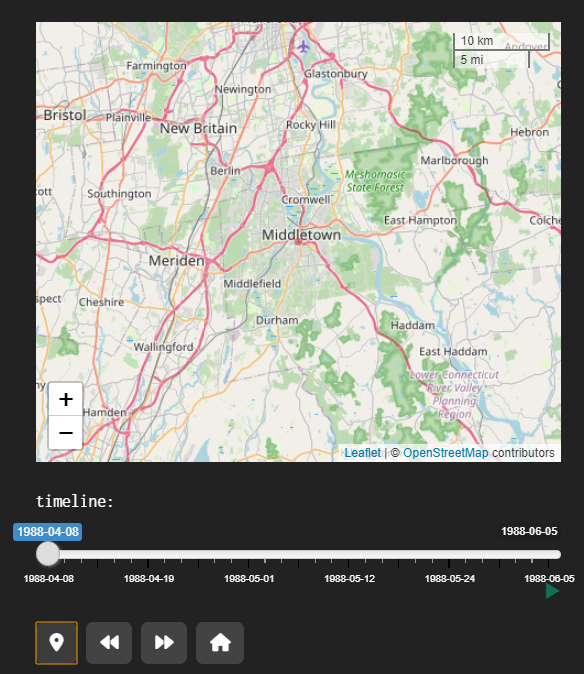 10 km
Andover
5 mi
Farmington
Glastonbury
Newington
Bristol
Plainville
New Britain
Rocky Hill
Hebron
Marlborough
Berlin
Meshomasic
State Forest
cott
Southington
Cromwell
East Hampton
Colche
Middletown
Meriden
Middlefield
spect
Cheshire
Durham
Haddam
Wallingford
East Haddam
Lower Connecticut
River Valley
Planning
Region
ny
+
Hamden
−
Leaflet | © OpenStreetMap contributors
timeline:
1988-04-08
1988-06-05
1988-04-08 1988-04-19 1988-05-01 1988-05-12 1988-05-24 1988-06-05